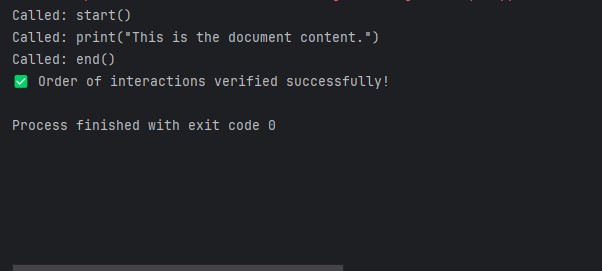 Called: start()
Called: print("This is the document content.")
Called: end()
✅ Order of interactions verified successfully!
Process finished with exit code 0